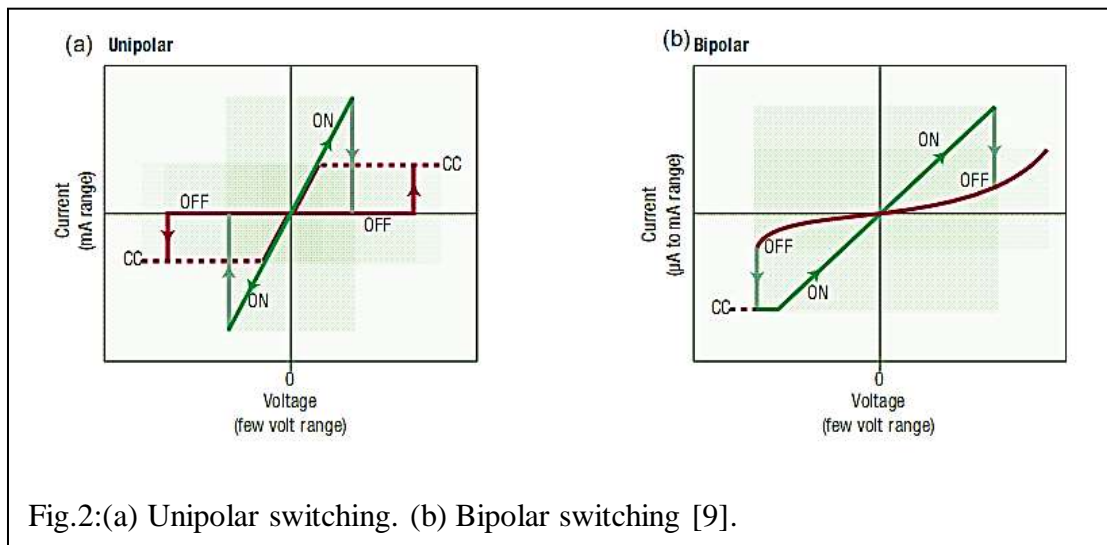 (a) Unipolar
ON
CC
OFF
OFF
CC
ON
Current
(mA range)
0
Voltage
(few volt range)
(b) Bipolar
ON
OFF
OFF
CC
ON
Current
(µA to mA range)
0
Voltage
(few volt range)
Fig.2:(a) Unipolar switching. (b) Bipolar switching [9].